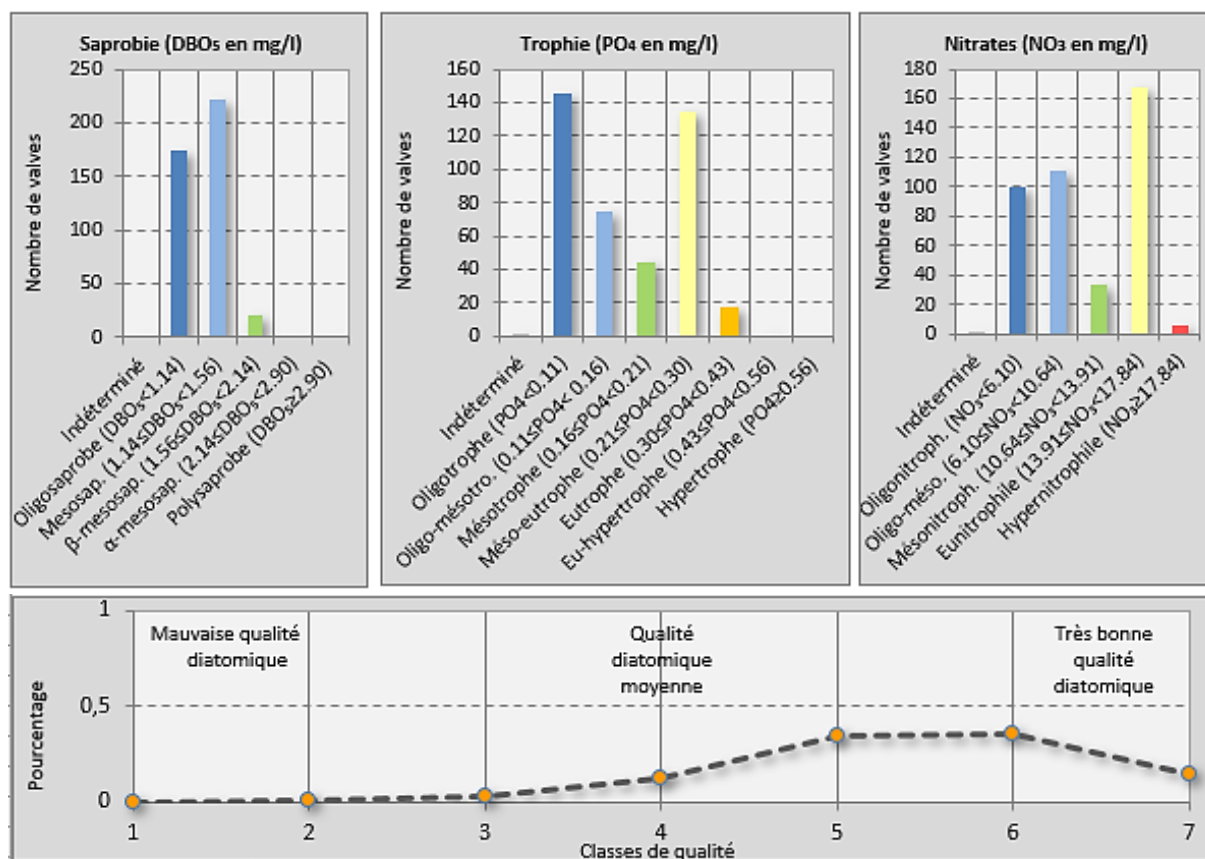 Saprobie (DBO₅ en mg/l)
Nombre de valves
250
200
150
100
50
0
Indéterminé
Oligosaprobe (DBO₅<1.14)
Mesosap. (1.14≤DBO₅<1.56)
β-mesosap. (1.56≤DBO₅<2.14)
α-mesosap. (2.14≤DBO₅<2.90)
Polysaprobe (DBO₅≥2.90)
Trophie (PO4 en mg/l)
Nombre de valves
160
140
120
100
80
60
40
20
0
Indéterminé
Oligotrophe (PO4<0.11)
Oligo-mésotro. (0.11≤PO4< 0.16)
Mésotrophe (0.16≤PO4<0.21)
Méso-eutrophe (0.21≤PO4<0.30)
Eutrophe (0.30≤PO4<0.43)
Eu-hypertrophe (0.43≤PO4<0.56)
Hypertrophe (PO4≥0.56)
Nitrates (NO₃ en mg/l)
Nombre de valves
180
160
140
120
100
80
60
40
20
0
Indéterminé
Oligonitroph. (NO₃<6.10)
Oligo-méso. (6.10≤NO₃<10.64)
Mésonitroph. (10.64≤NO₃<13.91)
Eunitrophile (13.91≤NO₃<17.84)
Hypernitrophile (NO₃≥17.84)
Pourcentage
1
0,5
0
Mauvaise qualité
diatomique
Qualité
diatomique
moyenne
Très bonne
qualité
diatomique
1 2 3 4 5 6 7
Classes de qualité